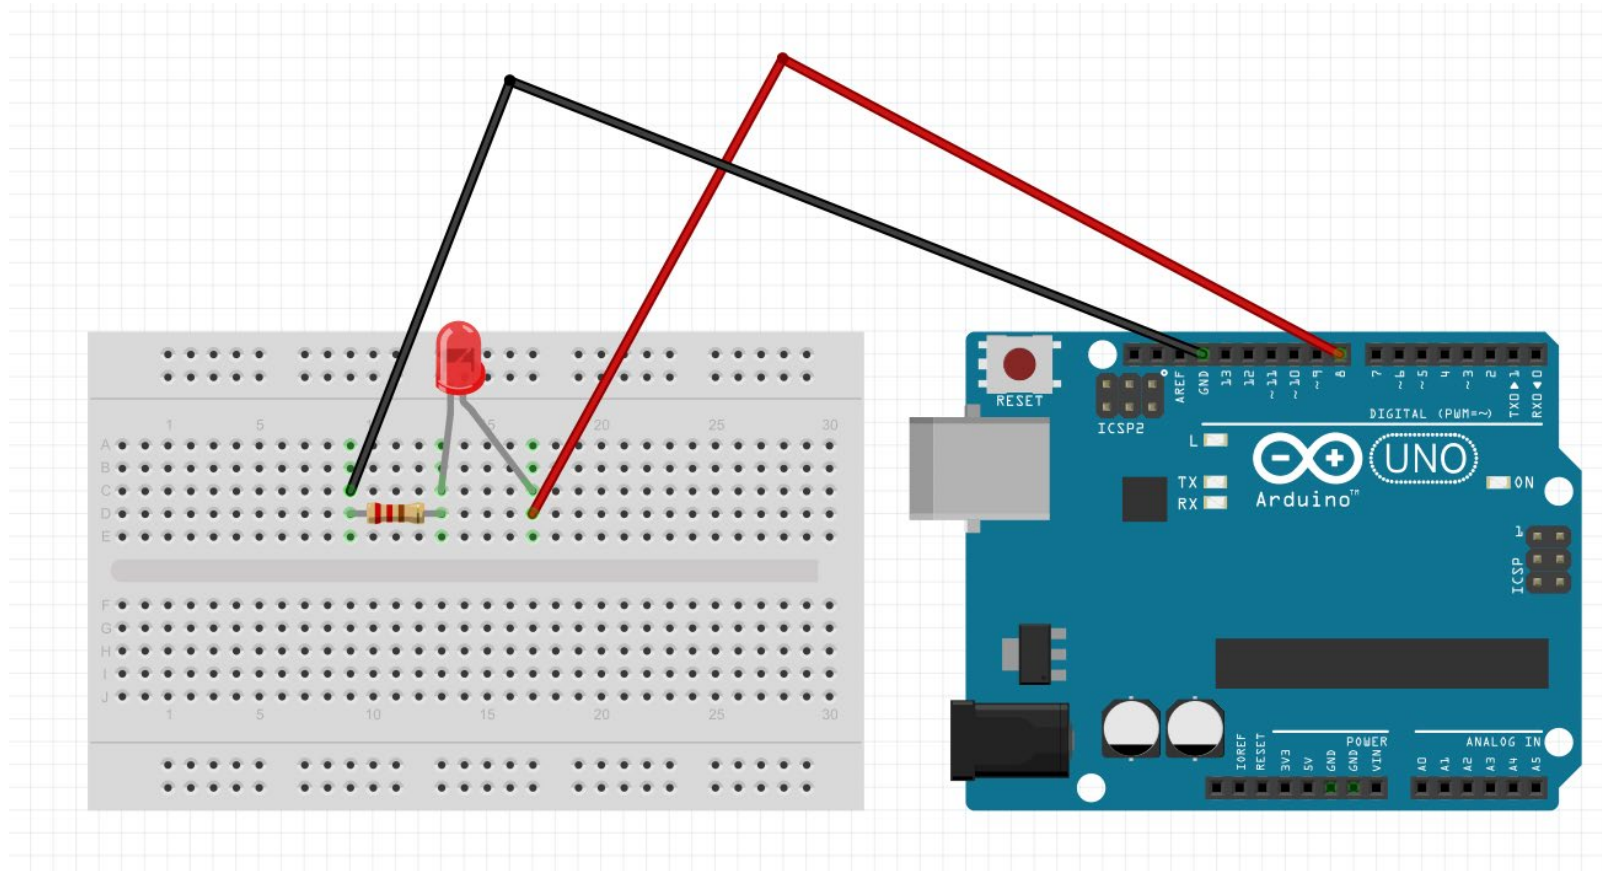 RESET
ICSP2
AREF
GND
13
12
~11
~10
~9
8
7
~6
~5
4
~3
2
TX0▶1
RX0◀0
DIGITAL (PWM=~)
L
TX
RX
Arduino™
UNO
ON
1
ICSP
1 5 10 15 20 25 30
A
B
C
D
E
F
G
H
I
J
1 5 10 15 20 25 30
POWER
ANALOG IN
IOREF
RESET
3V3
5V
GND
GND
VIN
A0
A1
A2
A3
A4
A5